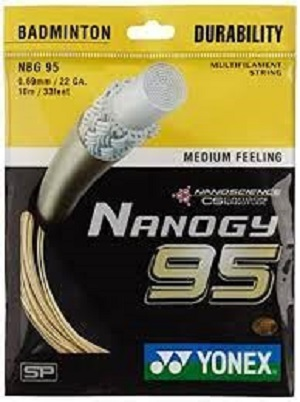 BADMINTON
DURABILITY
NBG 95
0.69mm / 22 GA.
10m / 33feet
MULTIFILAMENT
STRING
MEDIUM FEELING
NANOSCIENCE
NANOGY
95
YONEX
SP